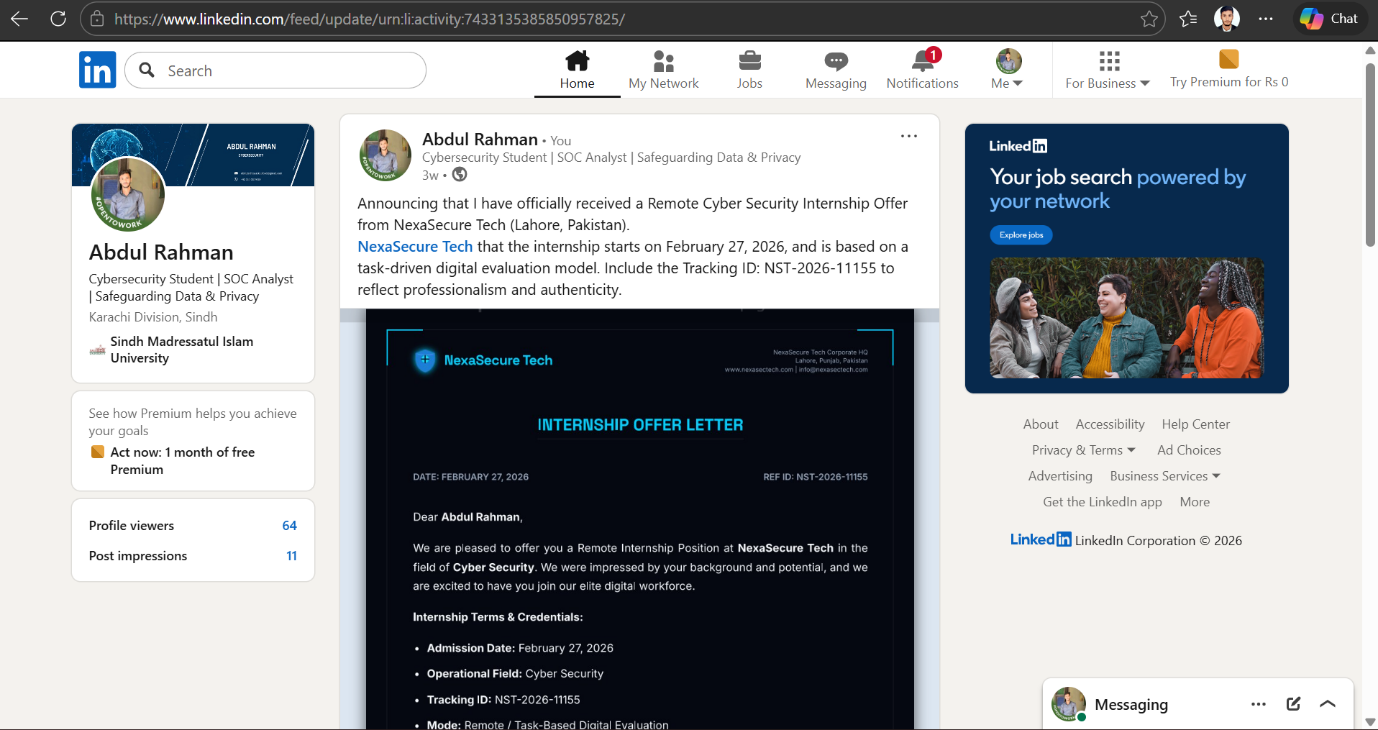 https://www.linkedin.com/feed/update/urn:li:activity:7433135385850957825/
Chat
in
Search
Home
My Network
Jobs
Messaging
1
Notifications
Me
For Business
Try Premium for Rs 0
ABDUL RAHMAN
CYBERSECURITY
#OPENTOWORK
Abdul Rahman
Cybersecurity Student | SOC Analyst
| Safeguarding Data & Privacy
Karachi Division, Sindh
Sindh Madressatul Islam
University
See how Premium helps you achieve
your goals
Act now: 1 month of free
Premium
Profile viewers 64
Post impressions 11
#OPENTOWORK
Abdul Rahman • You
Cybersecurity Student | SOC Analyst | Safeguarding Data & Privacy
3w •
Announcing that I have officially received a Remote Cyber Security Internship Offer
from NexaSecure Tech (Lahore, Pakistan).
NexaSecure Tech that the internship starts on February 27, 2026, and is based on a
task-driven digital evaluation model. Include the Tracking ID: NST-2026-11155 to
reflect professionalism and authenticity.
NexaSecure Tech
NexaSecure Tech Corporate HQ
Lahore, Punjab, Pakistan
www.nexasectech.com | info@nexasectech.com
INTERNSHIP OFFER LETTER
DATE: FEBRUARY 27, 2026
REF ID: NST-2026-11155
Dear Abdul Rahman,
We are pleased to offer you a Remote Internship Position at NexaSecure Tech in the
field of Cyber Security. We were impressed by your background and potential, and we
are excited to have you join our elite digital workforce.
Internship Terms & Credentials:
• Admission Date: February 27, 2026
• Operational Field: Cyber Security
• Tracking ID: NST-2026-11155
• Mode: Remote / Task-Based Digital Evaluation
LinkedIn
Your job search powered by
your network
Explore jobs
About Accessibility Help Center
Privacy & Terms Ad Choices
Advertising Business Services
Get the LinkedIn app More
LinkedIn LinkedIn Corporation © 2026
Messaging